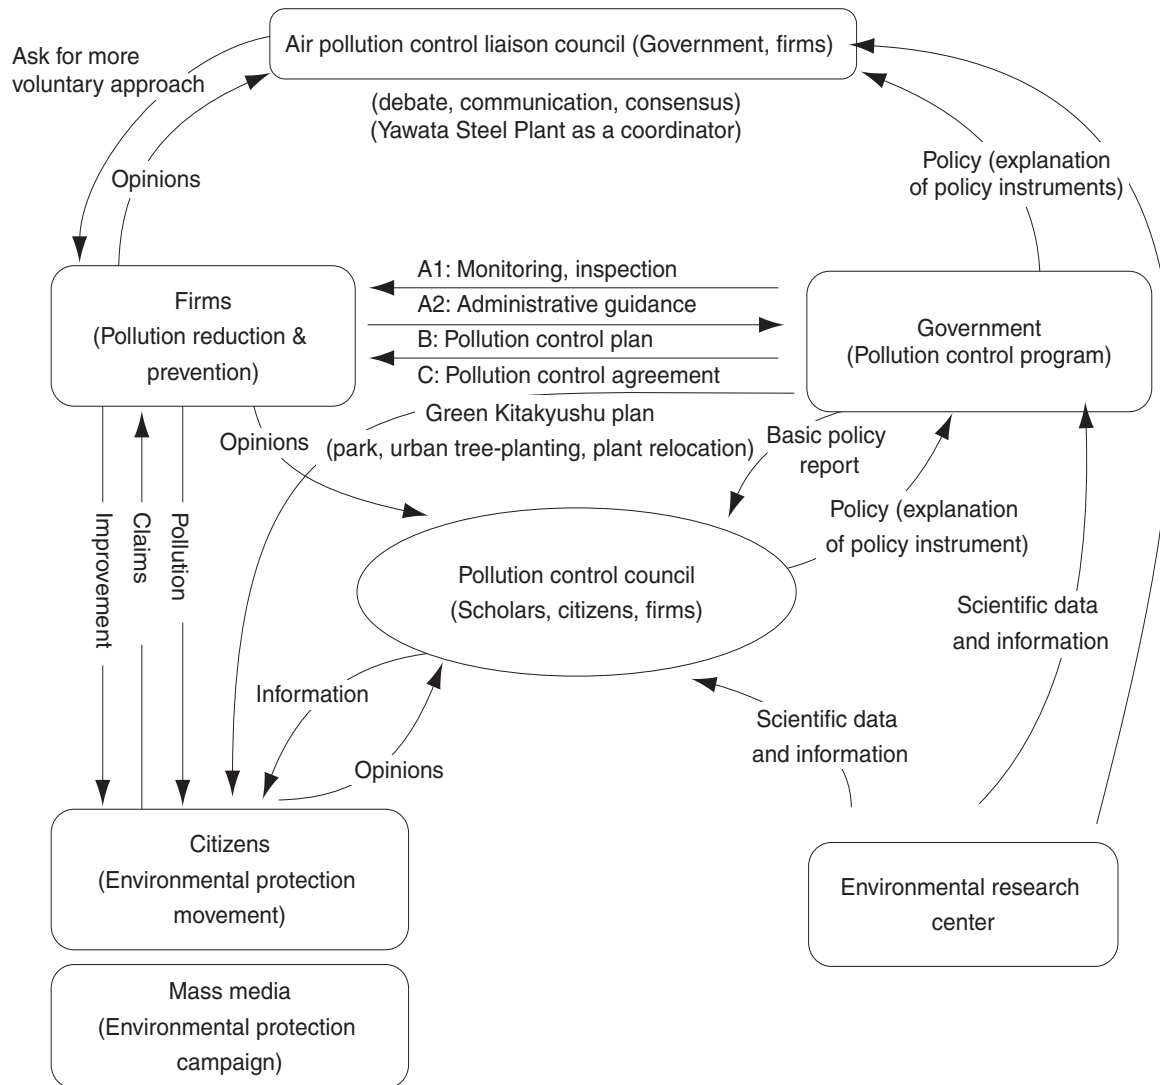 Air pollution control liaison council (Government, firms)
Ask for more
voluntary approach
(debate, communication, consensus)
(Yawata Steel Plant as a coordinator)
Opinions
Policy (explanation
of policy instruments)
Firms
(Pollution reduction &
prevention)
A1: Monitoring, inspection
A2: Administrative guidance
B: Pollution control plan
C: Pollution control agreement
Government
(Pollution control program)
Green Kitakyushu plan
(park, urban tree-planting, plant relocation)
Opinions
Basic policy
report
Improvement
Claims
Pollution
Policy (explanation
of policy instrument)
Pollution control council
(Scholars, citizens, firms)
Scientific data
and information
Information
Opinions
Scientific data
and information
Citizens
(Environmental protection
movement)
Environmental research
center
Mass media
(Environmental protection
campaign)